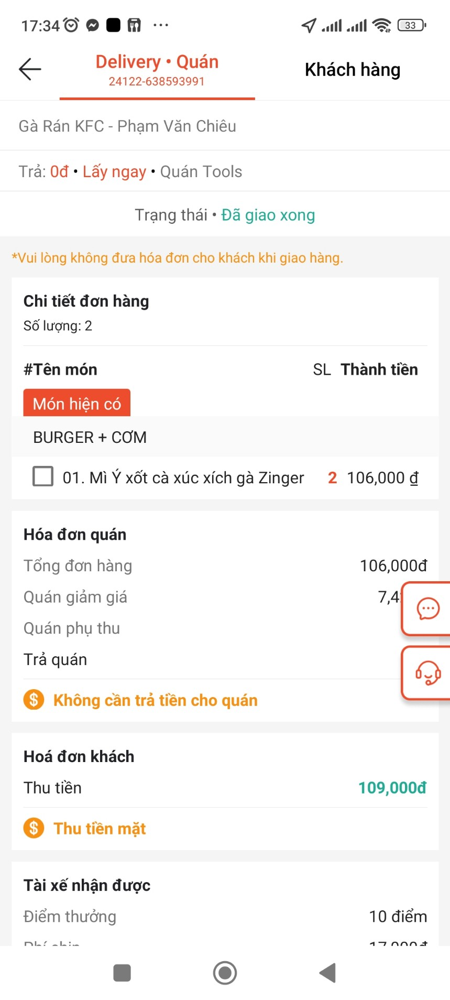 17:34
33
Delivery • Quán
24122-638593991
Khách hàng
Gà Rán KFC - Phạm Văn Chiêu
Trả: 0đ • Lấy ngay • Quán Tools
Trạng thái • Đã giao xong
*Vui lòng không đưa hóa đơn cho khách khi giao hàng.
Chi tiết đơn hàng
Số lượng: 2
#Tên món SL Thành tiền
Món hiện có
BURGER + CƠM
01. Mì Ý xốt cà xúc xích gà Zinger 2 106,000 ₫
Hóa đơn quán
Tổng đơn hàng 106,000đ
Quán giảm giá
Quán phụ thu
Trả quán
Không cần trả tiền cho quán
Hoá đơn khách
Thu tiền 109,000đ
Thu tiền mặt
Tài xế nhận được
Điểm thưởng 10 điểm